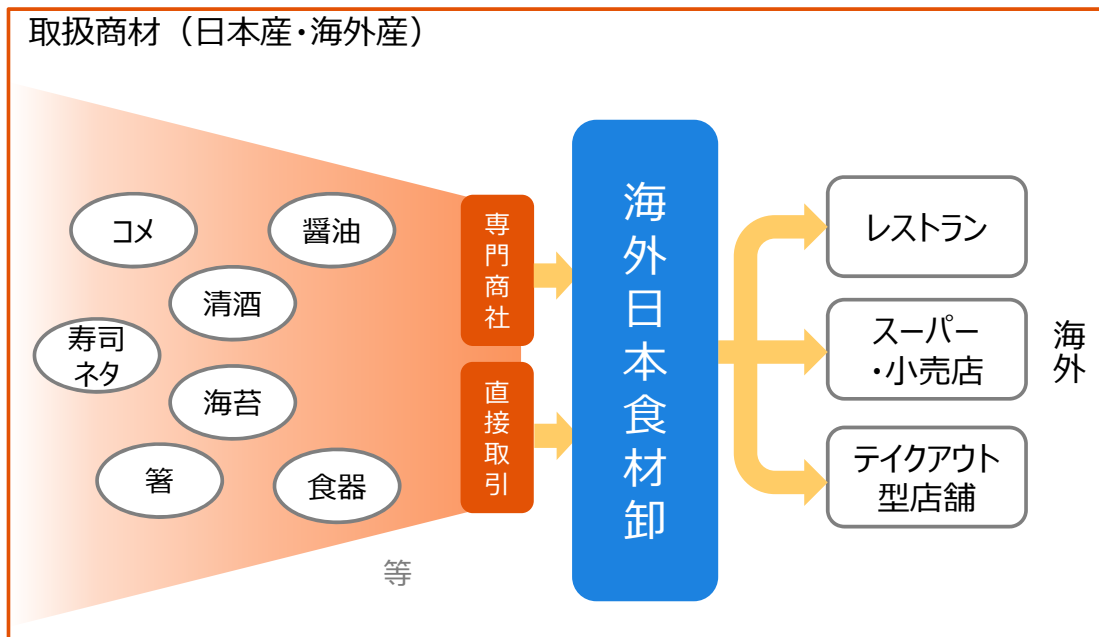 取扱商材（日本産・海外産）
コメ
醤油
清酒
寿司
ネタ
海苔
箸
食器
等
専門商社
直接取引
海外日本食材卸
レストラン
スーパー
・小売店
テイクアウト
型店舗
海外